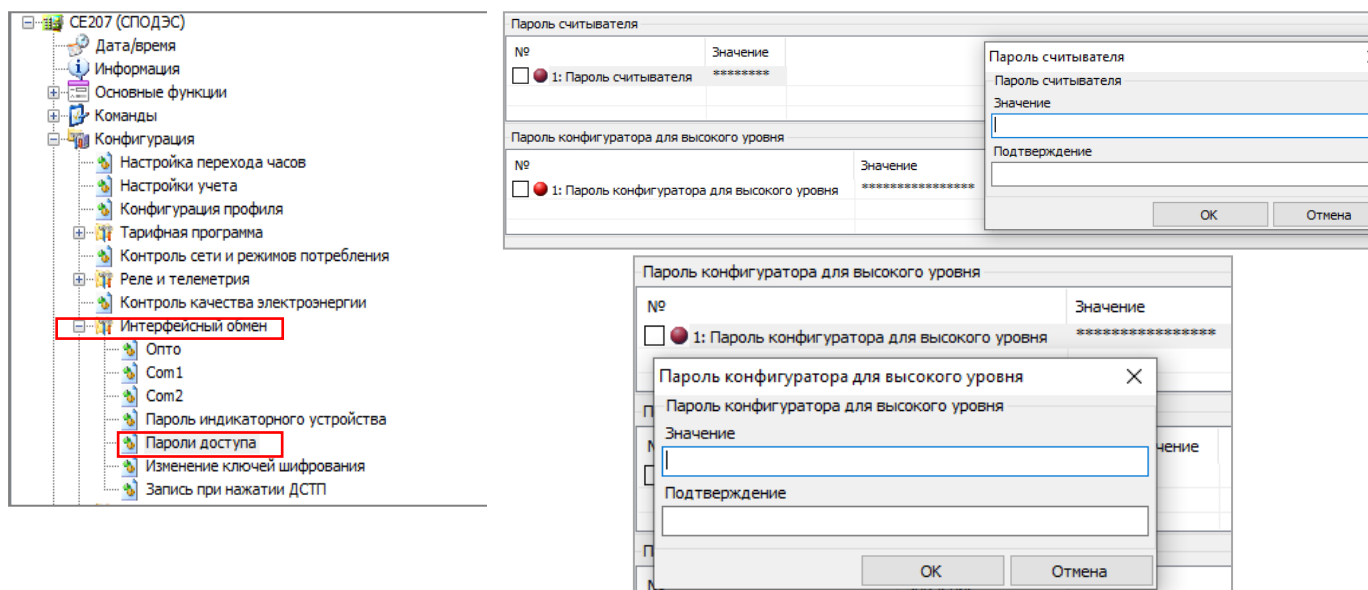 CE207 (СПОДЭС)
Дата/время
Информация
Основные функции
Команды
Конфигурация
Настройка перехода часов
Настройки учета
Конфигурация профиля
Тарифная программа
Контроль сети и режимов потребления
Реле и телеметрия
Контроль качества электроэнергии
Интерфейсный обмен
Опто
Com1
Com2
Пароль индикаторного устройства
Пароли доступа
Изменение ключей шифрования
Запись при нажатии ДСТП
Пароль считывателя
№ Значение
1: Пароль считывателя ********
Пароль конфигуратора для высокого уровня
№ Значение
1: Пароль конфигуратора для высокого уровня ****************
Пароль считывателя
Пароль считывателя
Значение
Подтверждение
ОК Отмена
Пароль конфигуратора для высокого уровня
№ Значение
1: Пароль конфигуратора для высокого уровня ****************
Пароль конфигуратора для высокого уровня
Пароль конфигуратора для высокого уровня
Значение
Подтверждение
ОК Отмена
чение